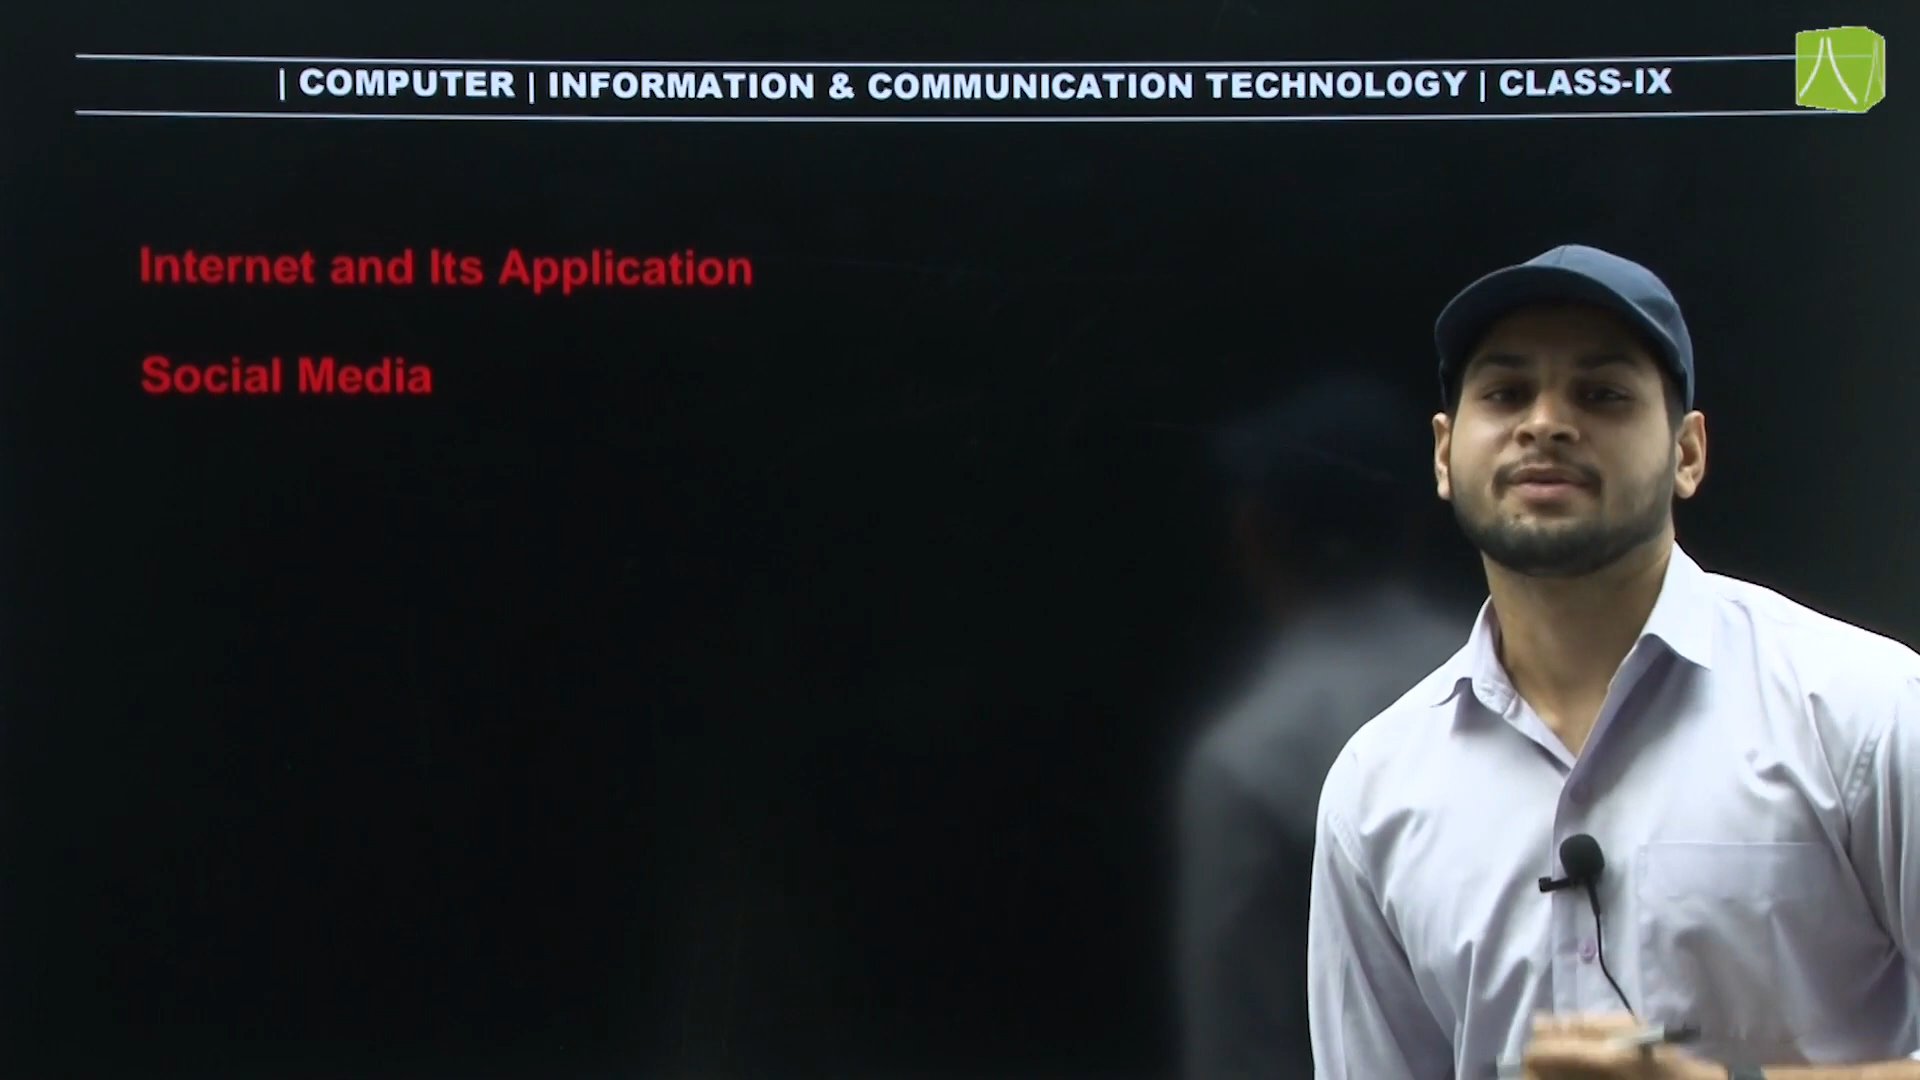 | COMPUTER | INFORMATION & COMMUNICATION TECHNOLOGY | CLASS-IX
Internet and Its Application
Social Media